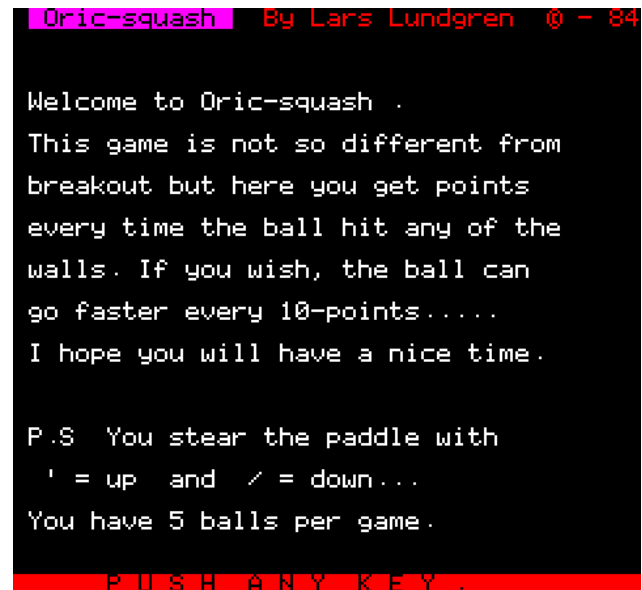 Oric-squash By Lars Lundgren © - 84
Welcome to Oric-squash .
This game is not so different from
breakout but here you get points
every time the ball hit any of the
walls. If you wish, the ball can
go faster every 10-points.....
I hope you will have a nice time.
P.S You stear the paddle with
' = up and / = down...
You have 5 balls per game.
P U S H A N Y K E Y .